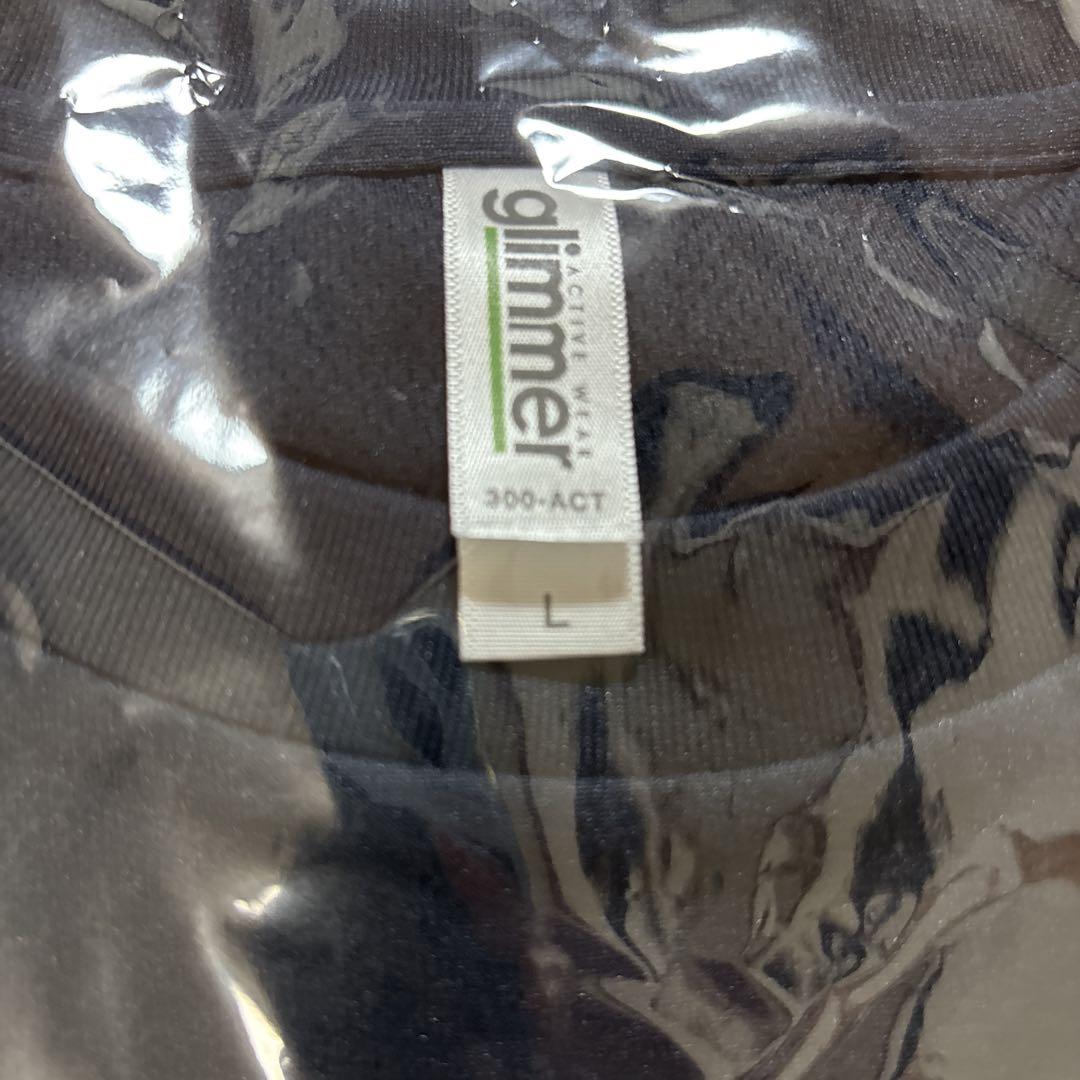 glimmer
ACTIVE WEAR
300-ACT
L